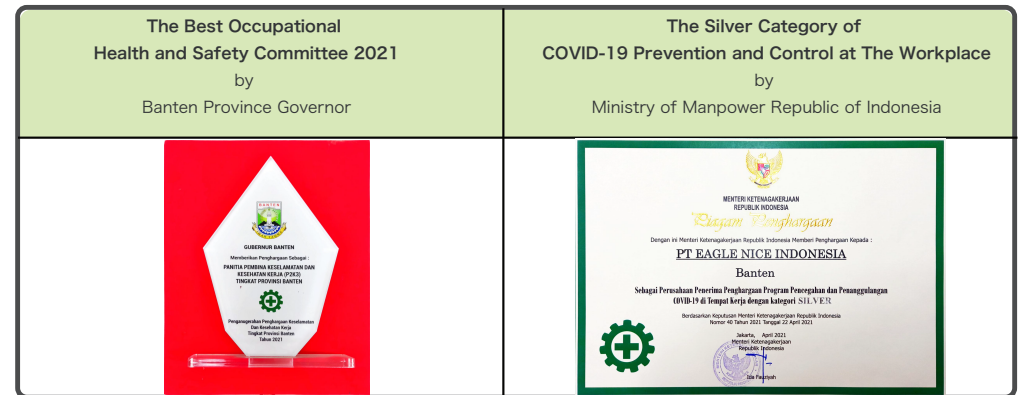 The Best Occupational
Health and Safety Committee 2021
by
Banten Province Governor
The Silver Category of
COVID-19 Prevention and Control at The Workplace
by
Ministry of Manpower Republic of Indonesia
BANTEN
GUBERNUR BANTEN
Memberikan Penghargaan Sebagai :
PANITIA PEMBINA KESELAMATAN DAN
KESEHATAN KERJA (P2K3)
TINGKAT PROVINSI BANTEN
Penganugerahan Penghargaan Keselamatan
Dan Kesehatan Kerja
Tingkat Provinsi Banten
Tahun 2021
MENTERI KETENAGAKERJAAN
REPUBLIK INDONESIA
Piagam Penghargaan
Dengan ini Menteri Ketenagakerjaan Republik Indonesia Memberi Penghargaan Kepada :
PT EAGLE NICE INDONESIA
Banten
Sebagai Perusahaan Penerima Penghargaan Program Pencegahan dan Penanggulangan
COVID-19 di Tempat Kerja dengan kategori SILVER
Berdasarkan Keputusan Menteri Ketenagakerjaan Republik Indonesia
Nomor 40 Tahun 2021 Tanggal 22 April 2021
Jakarta, April 2021
Menteri Ketenagakerjaan
Republik Indonesia
Ida Fauziyah